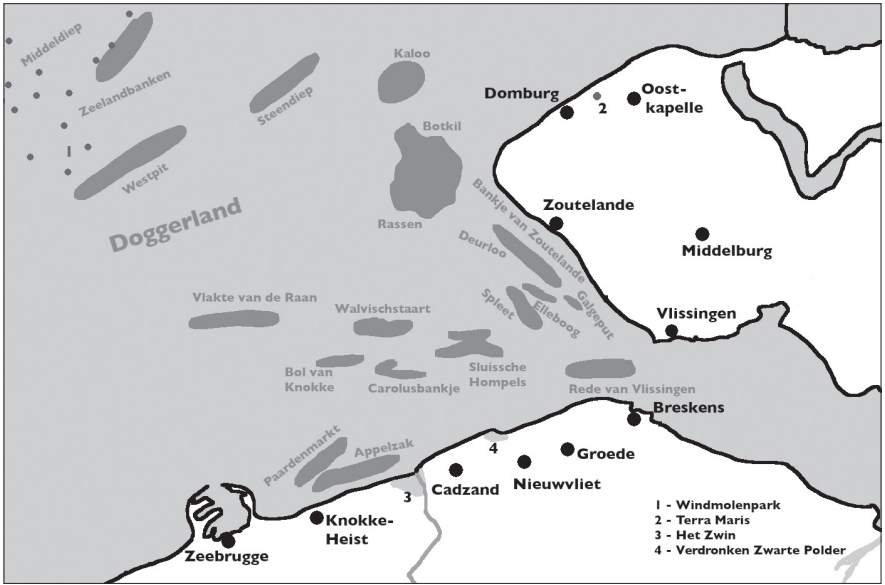 Middeldiep
Zeelandbanken
Steendiep
Kaloo
Domburg
2
Oost-
kapelle
Botkil
1
Westpit
Rassen
Doggerland
Bankje van Zoutelande
Zoutelande
Deurloo
Middelburg
Vlakte van de Raan
Walvischstaart
Spleet
Elleboog
Galgeput
Vlissingen
Bol van
Knokke
Carolusbankje
Sluissche
Hompels
Rede van Vlissingen
Breskens
Paardenmarkt
Appelzak
4
Groede
3
Cadzand
Nieuwvliet
Knokke-
Heist
Zeebrugge
1 - Windmolenpark
2 - Terra Maris
3 - Het Zwin
4 - Verdronken Zwarte Polder